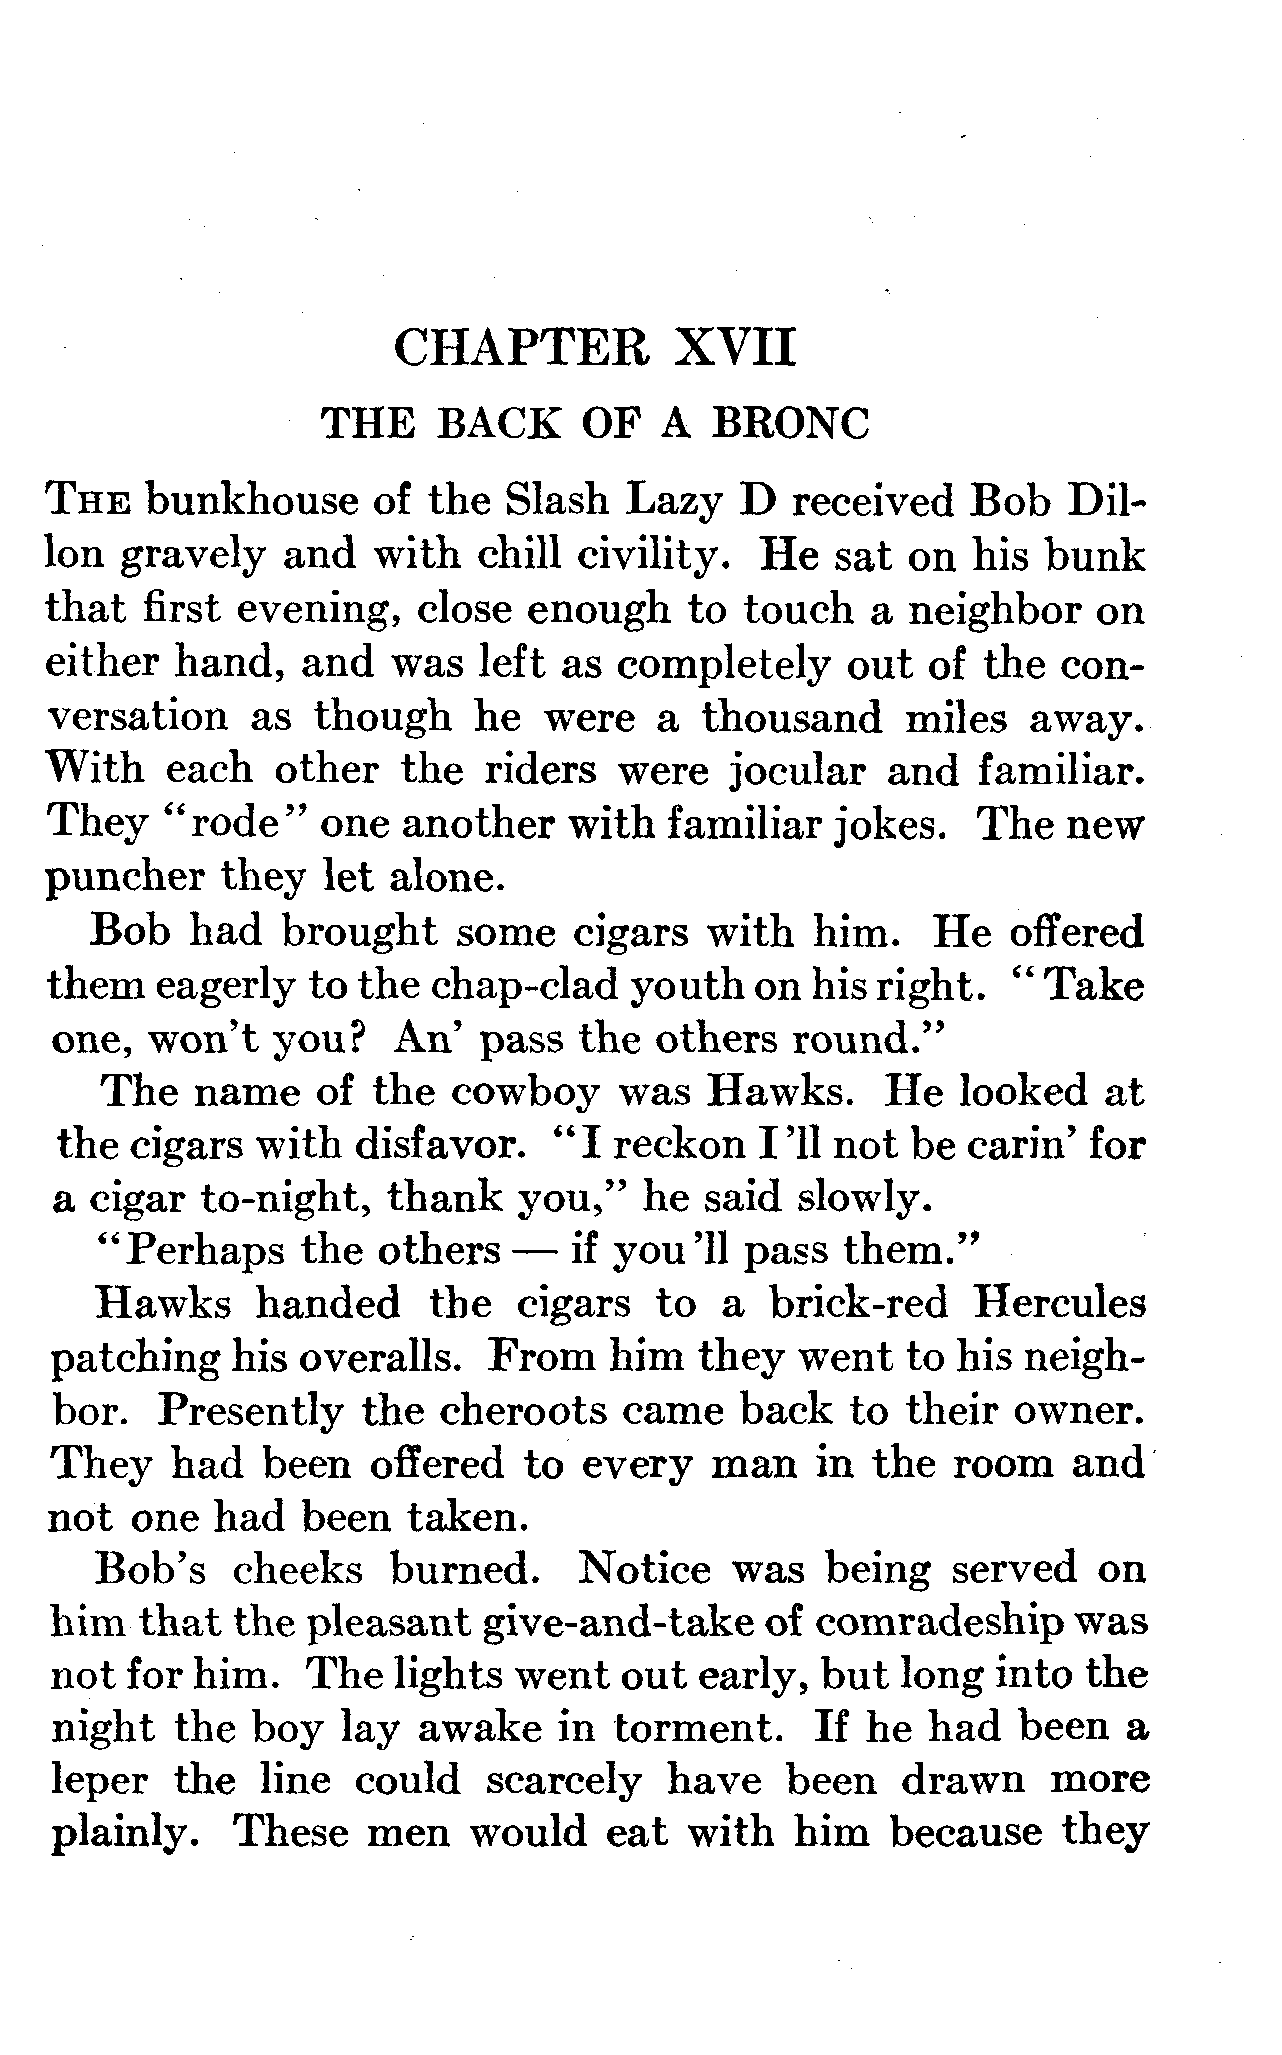 CHAPTER XVII
THE BACK OF A BRONC
THE bunkhouse of the Slash Lazy D received Bob Dil-
lon gravely and with chill civility. He sat on his bunk
that first evening, close enough to touch a neighbor on
either hand, and was left as completely out of the con-
versation as though he were a thousand miles away.
With each other the riders were jocular and familiar.
They "rode" one another with familiar jokes. The new
puncher they let alone.
Bob had brought some cigars with him. He offered
them eagerly to the chap-clad youth on his right. "Take
one, won't you? An' pass the others round."
The name of the cowboy was Hawks. He looked at
the cigars with disfavor. "I reckon I'll not be carin' for
a cigar to-night, thank you," he said slowly.
"Perhaps the others — if you'll pass them."
Hawks handed the cigars to a brick-red Hercules
patching his overalls. From him they went to his neigh-
bor. Presently the cheroots came back to their owner.
They had been offered to every man in the room and
not one had been taken.
Bob's cheeks burned. Notice was being served on
him that the pleasant give-and-take of comradeship was
not for him. The lights went out early, but long into the
night the boy lay awake in torment. If he had been a
leper the line could scarcely have been drawn more
plainly. These men would eat with him because they